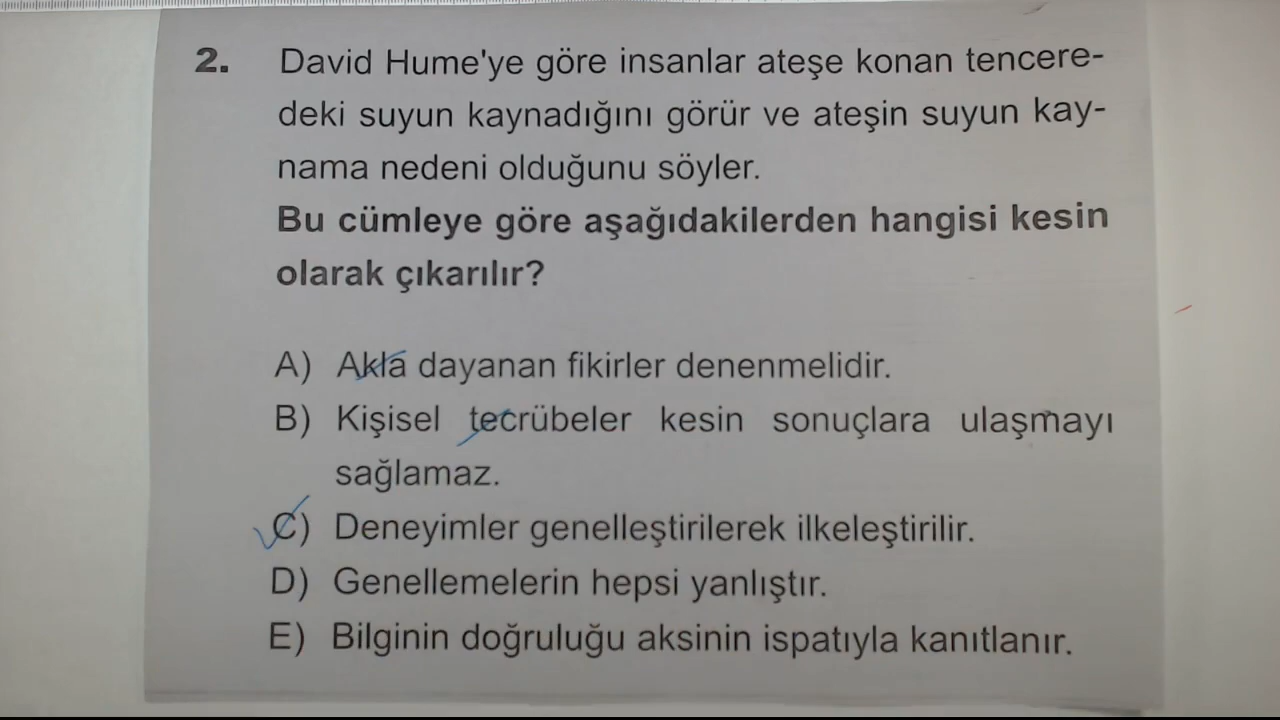 2. David Hume'ye göre insanlar ateşe konan tencere-
deki suyun kaynadığını görür ve ateşin suyun kay-
nama nedeni olduğunu söyler.
Bu cümleye göre aşağıdakilerden hangisi kesin
olarak çıkarılır?
A) Akla dayanan fikirler denenmelidir.
B) Kişisel tecrübeler kesin sonuçlara ulaşmayı
sağlamaz.
C) Deneyimler genelleştirilerek ilkeleştirilir.
D) Genellemelerin hepsi yanlıştır.
E) Bilginin doğruluğu aksinin ispatıyla kanıtlanır.